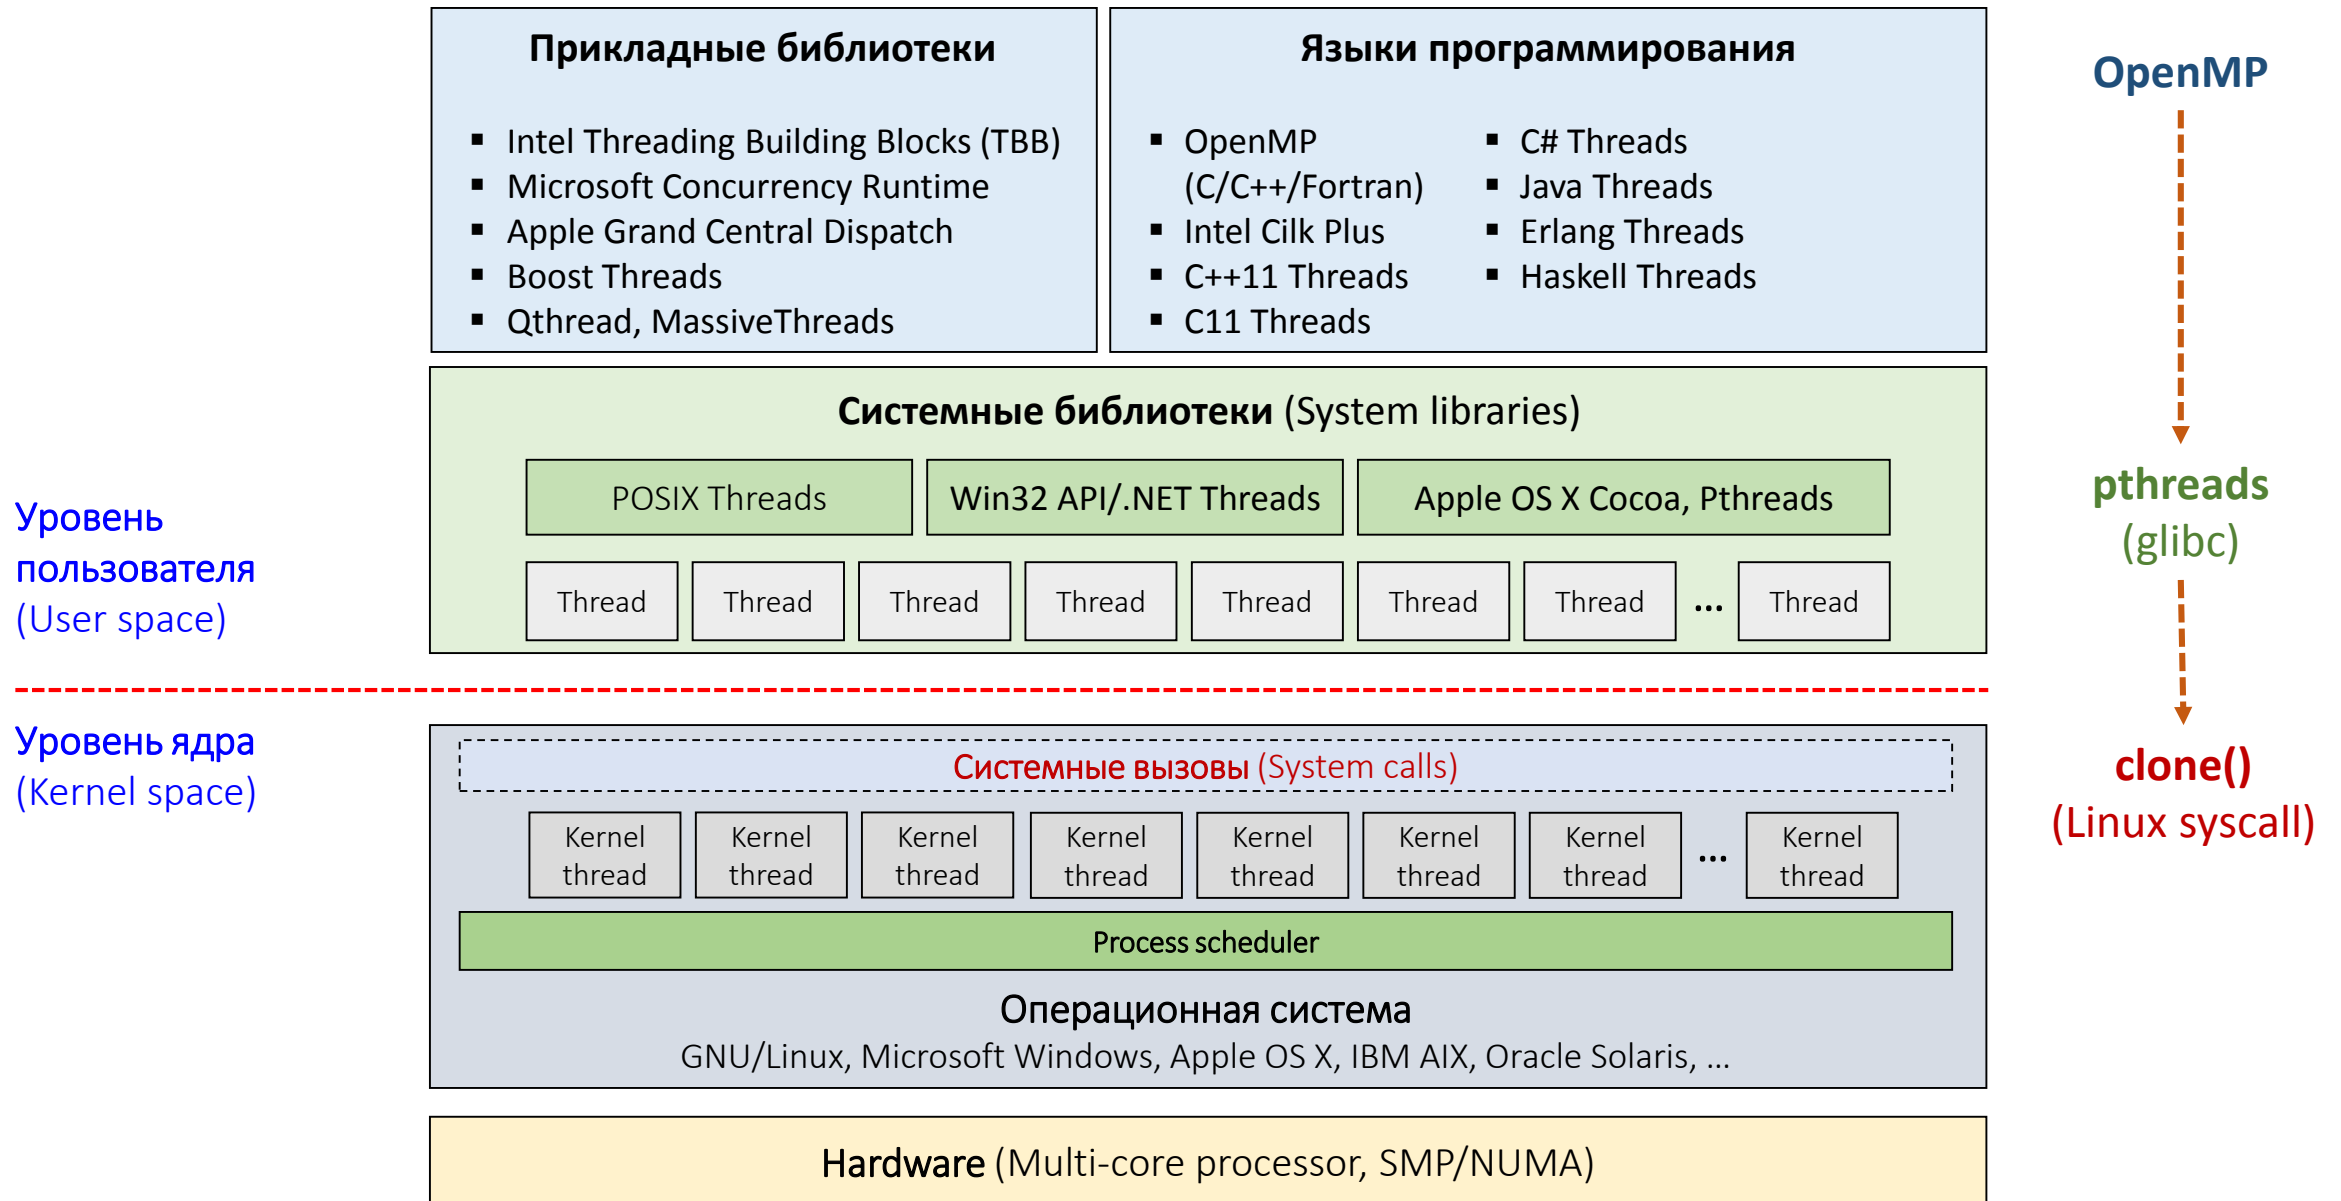 Прикладные библиотеки
▪ Intel Threading Building Blocks (TBB)
▪ Microsoft Concurrency Runtime
▪ Apple Grand Central Dispatch
▪ Boost Threads
▪ Qthread, MassiveThreads
Языки программирования
▪ OpenMP
(C/C++/Fortran)
▪ Intel Cilk Plus
▪ C++11 Threads
▪ C11 Threads
▪ C# Threads
▪ Java Threads
▪ Erlang Threads
▪ Haskell Threads
OpenMP
Системные библиотеки (System libraries)
POSIX Threads
Win32 API/.NET Threads
Apple OS X Cocoa, Pthreads
Thread
Thread
Thread
Thread
Thread
Thread
Thread
...
Thread
Уровень
пользователя
(User space)
pthreads
(glibc)
Уровень ядра
(Kernel space)
Системные вызовы (System calls)
Kernel
thread
Kernel
thread
Kernel
thread
Kernel
thread
Kernel
thread
Kernel
thread
Kernel
thread
...
Kernel
thread
Process scheduler
Операционная система
GNU/Linux, Microsoft Windows, Apple OS X, IBM AIX, Oracle Solaris, ...
clone()
(Linux syscall)
Hardware (Multi-core processor, SMP/NUMA)